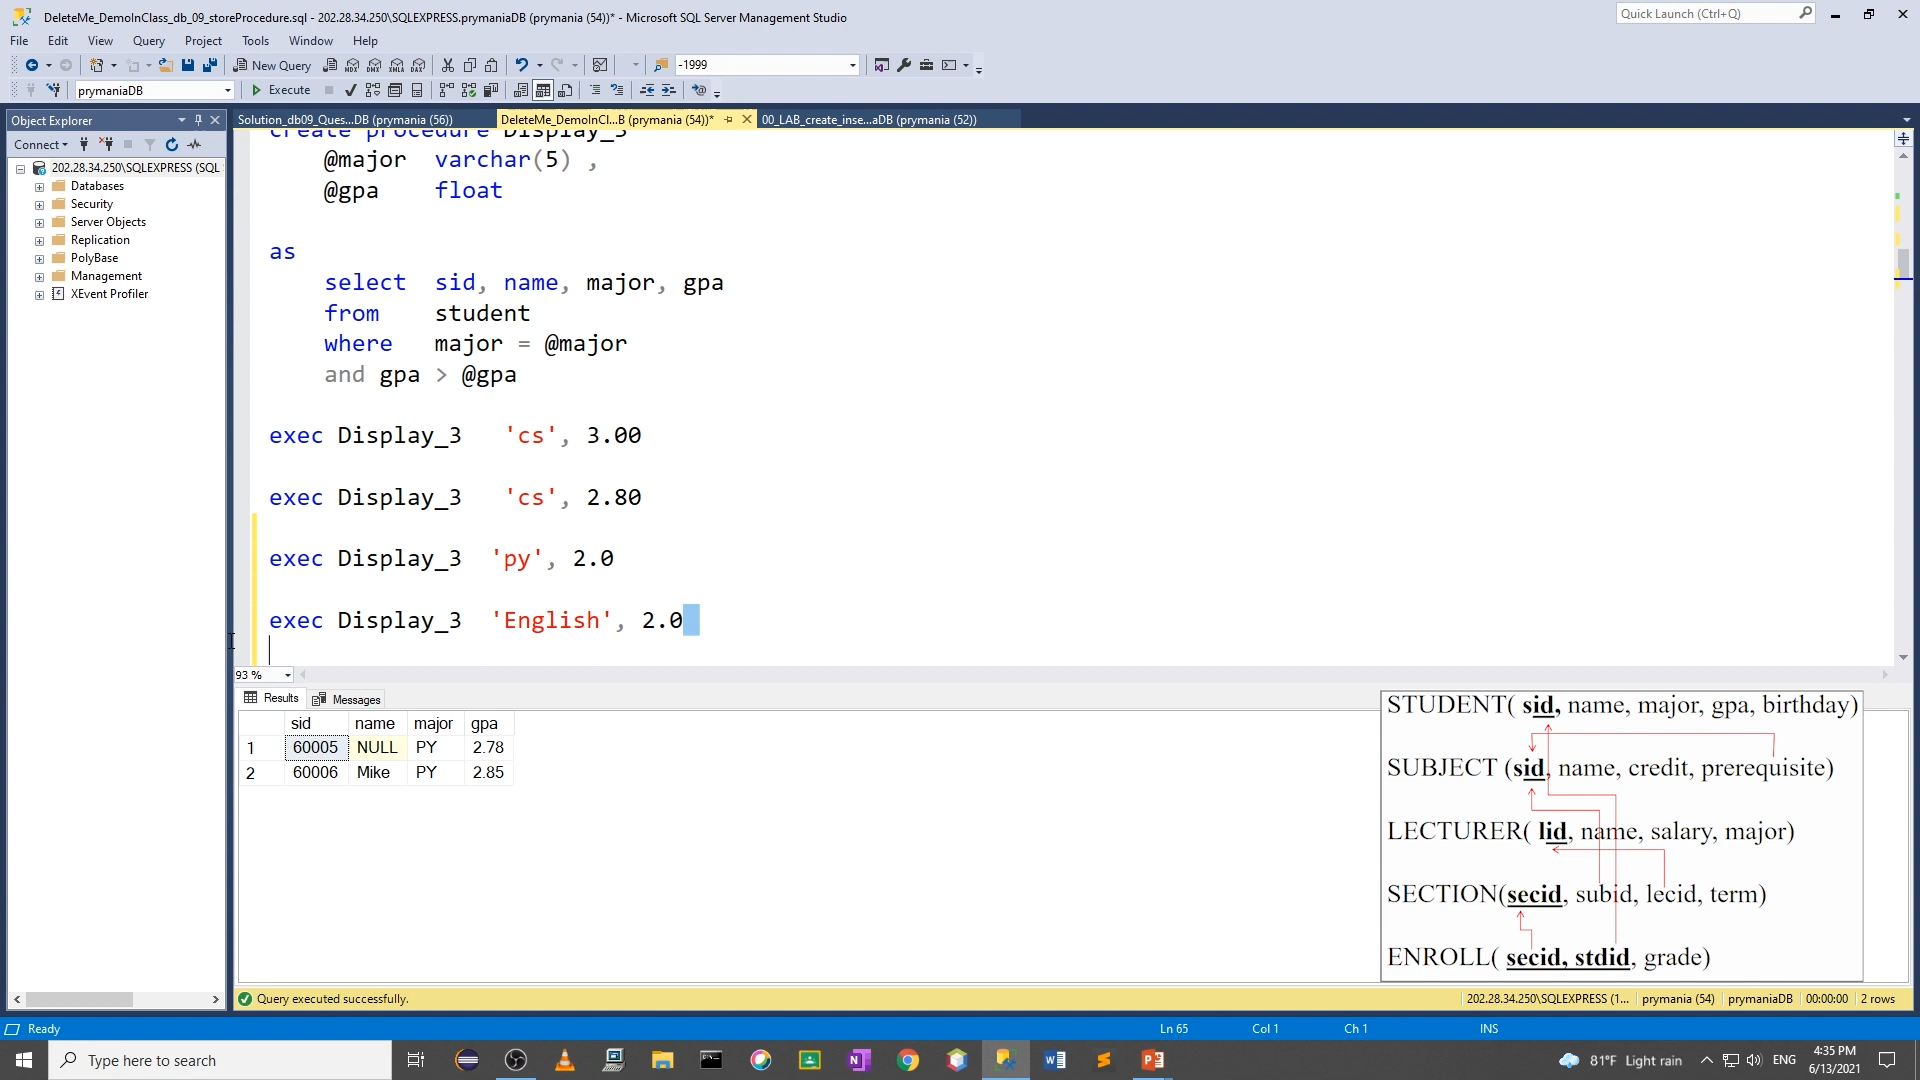 DeleteMe_DemoInClass_db_09_storeProcedure.sql - 202.28.34.250\SQLEXPRESS.prymaniaDB (prymania (54))* - Microsoft SQL Server Management Studio
Quick Launch (Ctrl+Q)
File Edit View Query Project Tools Window Help
New Query
-1999
prymaniaDB
Execute
Object Explorer
Solution_db09_Ques...DB (prymania (56))
DeleteMe_DemoInCl...B (prymania (54))*
00_LAB_create_inse...aDB (prymania (52))
Connect
202.28.34.250\SQLEXPRESS (SQL
Databases
Security
Server Objects
Replication
PolyBase
Management
XEvent Profiler
create procedure Display_3
@major varchar(5) ,
@gpa float
as
select sid, name, major, gpa
from student
where major = @major
and gpa > @gpa
exec Display_3 'cs', 3.00
exec Display_3 'cs', 2.80
exec Display_3 'py', 2.0
exec Display_3 'English', 2.0
93 %
Results Messages
sid name major gpa
1 60005 NULL PY 2.78
2 60006 Mike PY 2.85
STUDENT( sid, name, major, gpa, birthday)
SUBJECT (sid, name, credit, prerequisite)
LECTURER( lid, name, salary, major)
SECTION(secid, subid, lecid, term)
ENROLL( secid, stdid, grade)
Query executed successfully.
202.28.34.250\SQLEXPRESS (1... prymania (54) prymaniaDB 00:00:00 2 rows
Ready
Ln 65 Col 1 Ch 1 INS
Type here to search
81°F Light rain
ENG
4:35 PM
6/13/2021